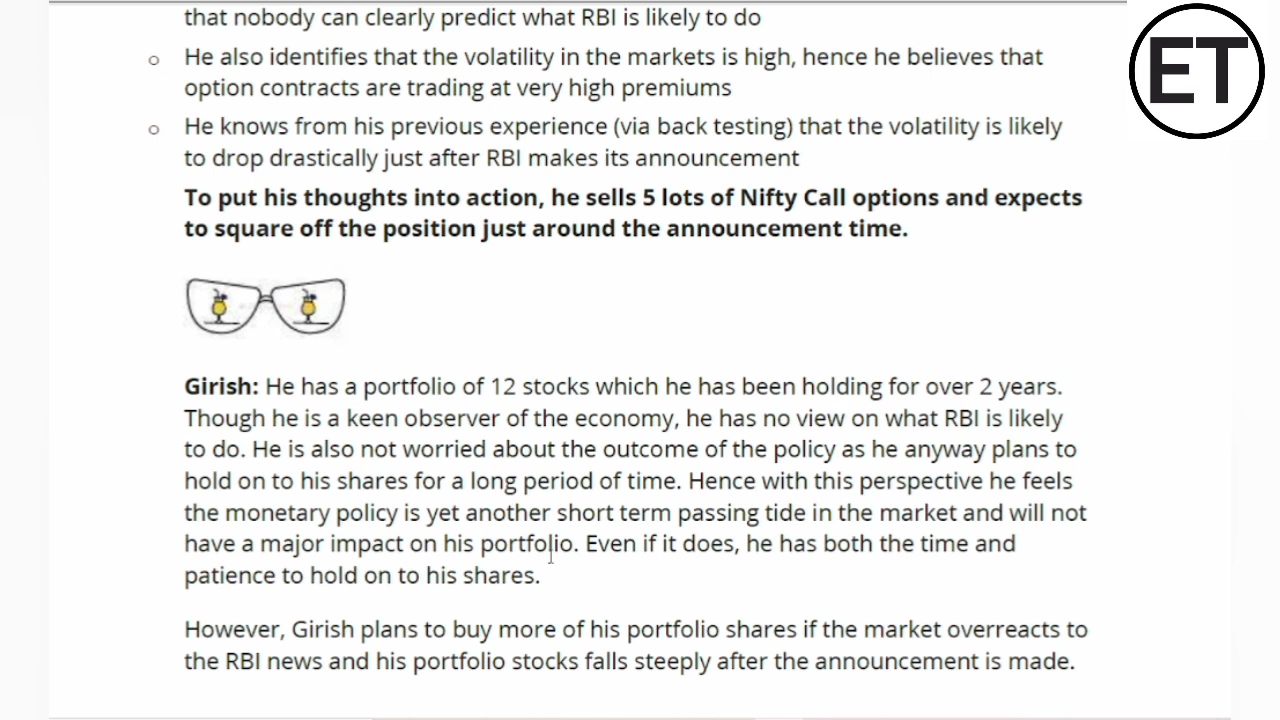 that nobody can clearly predict what RBI is likely to do
ET
o He also identifies that the volatility in the markets is high, hence he believes that
option contracts are trading at very high premiums
o He knows from his previous experience (via back testing) that the volatility is likely
to drop drastically just after RBI makes its announcement
To put his thoughts into action, he sells 5 lots of Nifty Call options and expects
to square off the position just around the announcement time.
Girish: He has a portfolio of 12 stocks which he has been holding for over 2 years.
Though he is a keen observer of the economy, he has no view on what RBI is likely
to do. He is also not worried about the outcome of the policy as he anyway plans to
hold on to his shares for a long period of time. Hence with this perspective he feels
the monetary policy is yet another short term passing tide in the market and will not
have a major impact on his portfolio. Even if it does, he has both the time and
patience to hold on to his shares.
However, Girish plans to buy more of his portfolio shares if the market overreacts to
the RBI news and his portfolio stocks falls steeply after the announcement is made.